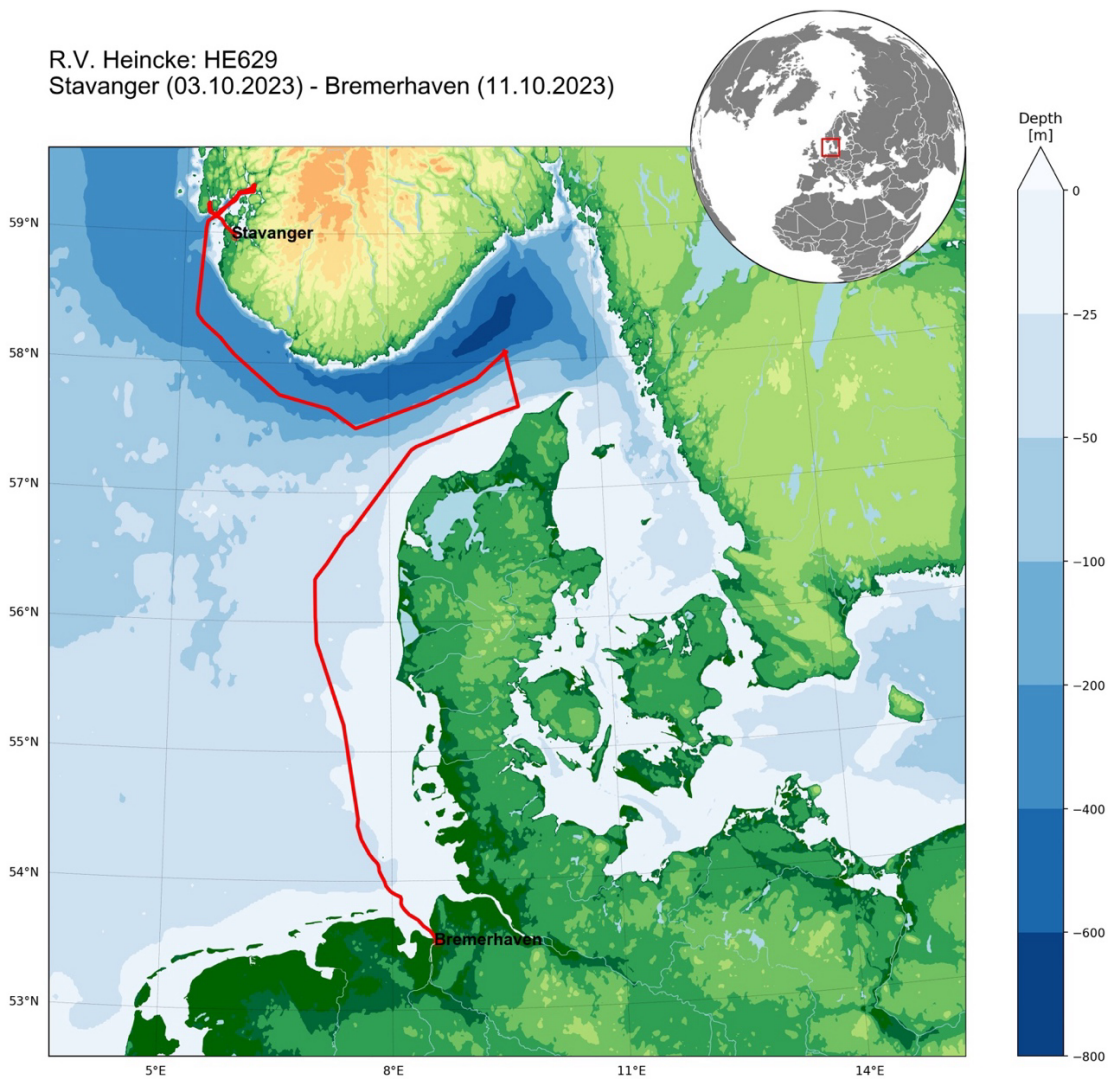 R.V. Heincke: HE629
Stavanger (03.10.2023) - Bremerhaven (11.10.2023)
Depth
[m]
0
−25
−50
−100
−200
−400
−600
−800
59°N
58°N
57°N
56°N
55°N
54°N
53°N
Stavanger
Bremerhaven
5°E
8°E
11°E
14°E